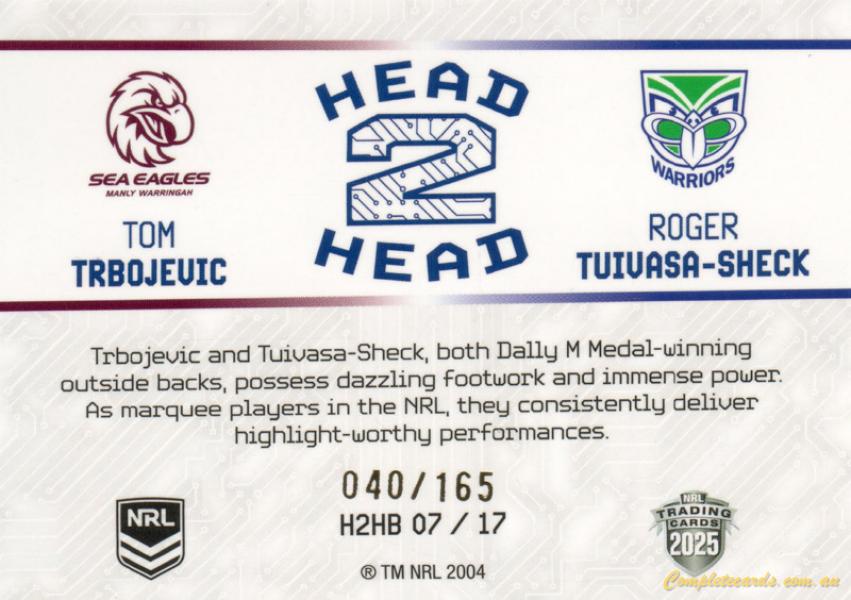 HEAD
2
HEAD
SEA EAGLES
MANLY WARRINGAH
TOM
TRBOJEVIC
WARRIORS
ROGER
TUIVASA-SHECK
Trbojevic and Tuivasa-Sheck, both Dally M Medal-winning
outside backs, possess dazzling footwork and immense power.
As marquee players in the NRL, they consistently deliver
highlight-worthy performances.
040/165
H2HB 07 / 17
® TM NRL 2004
NRL
NRL
TRADING
CARDS
2025
Completecards.com.au